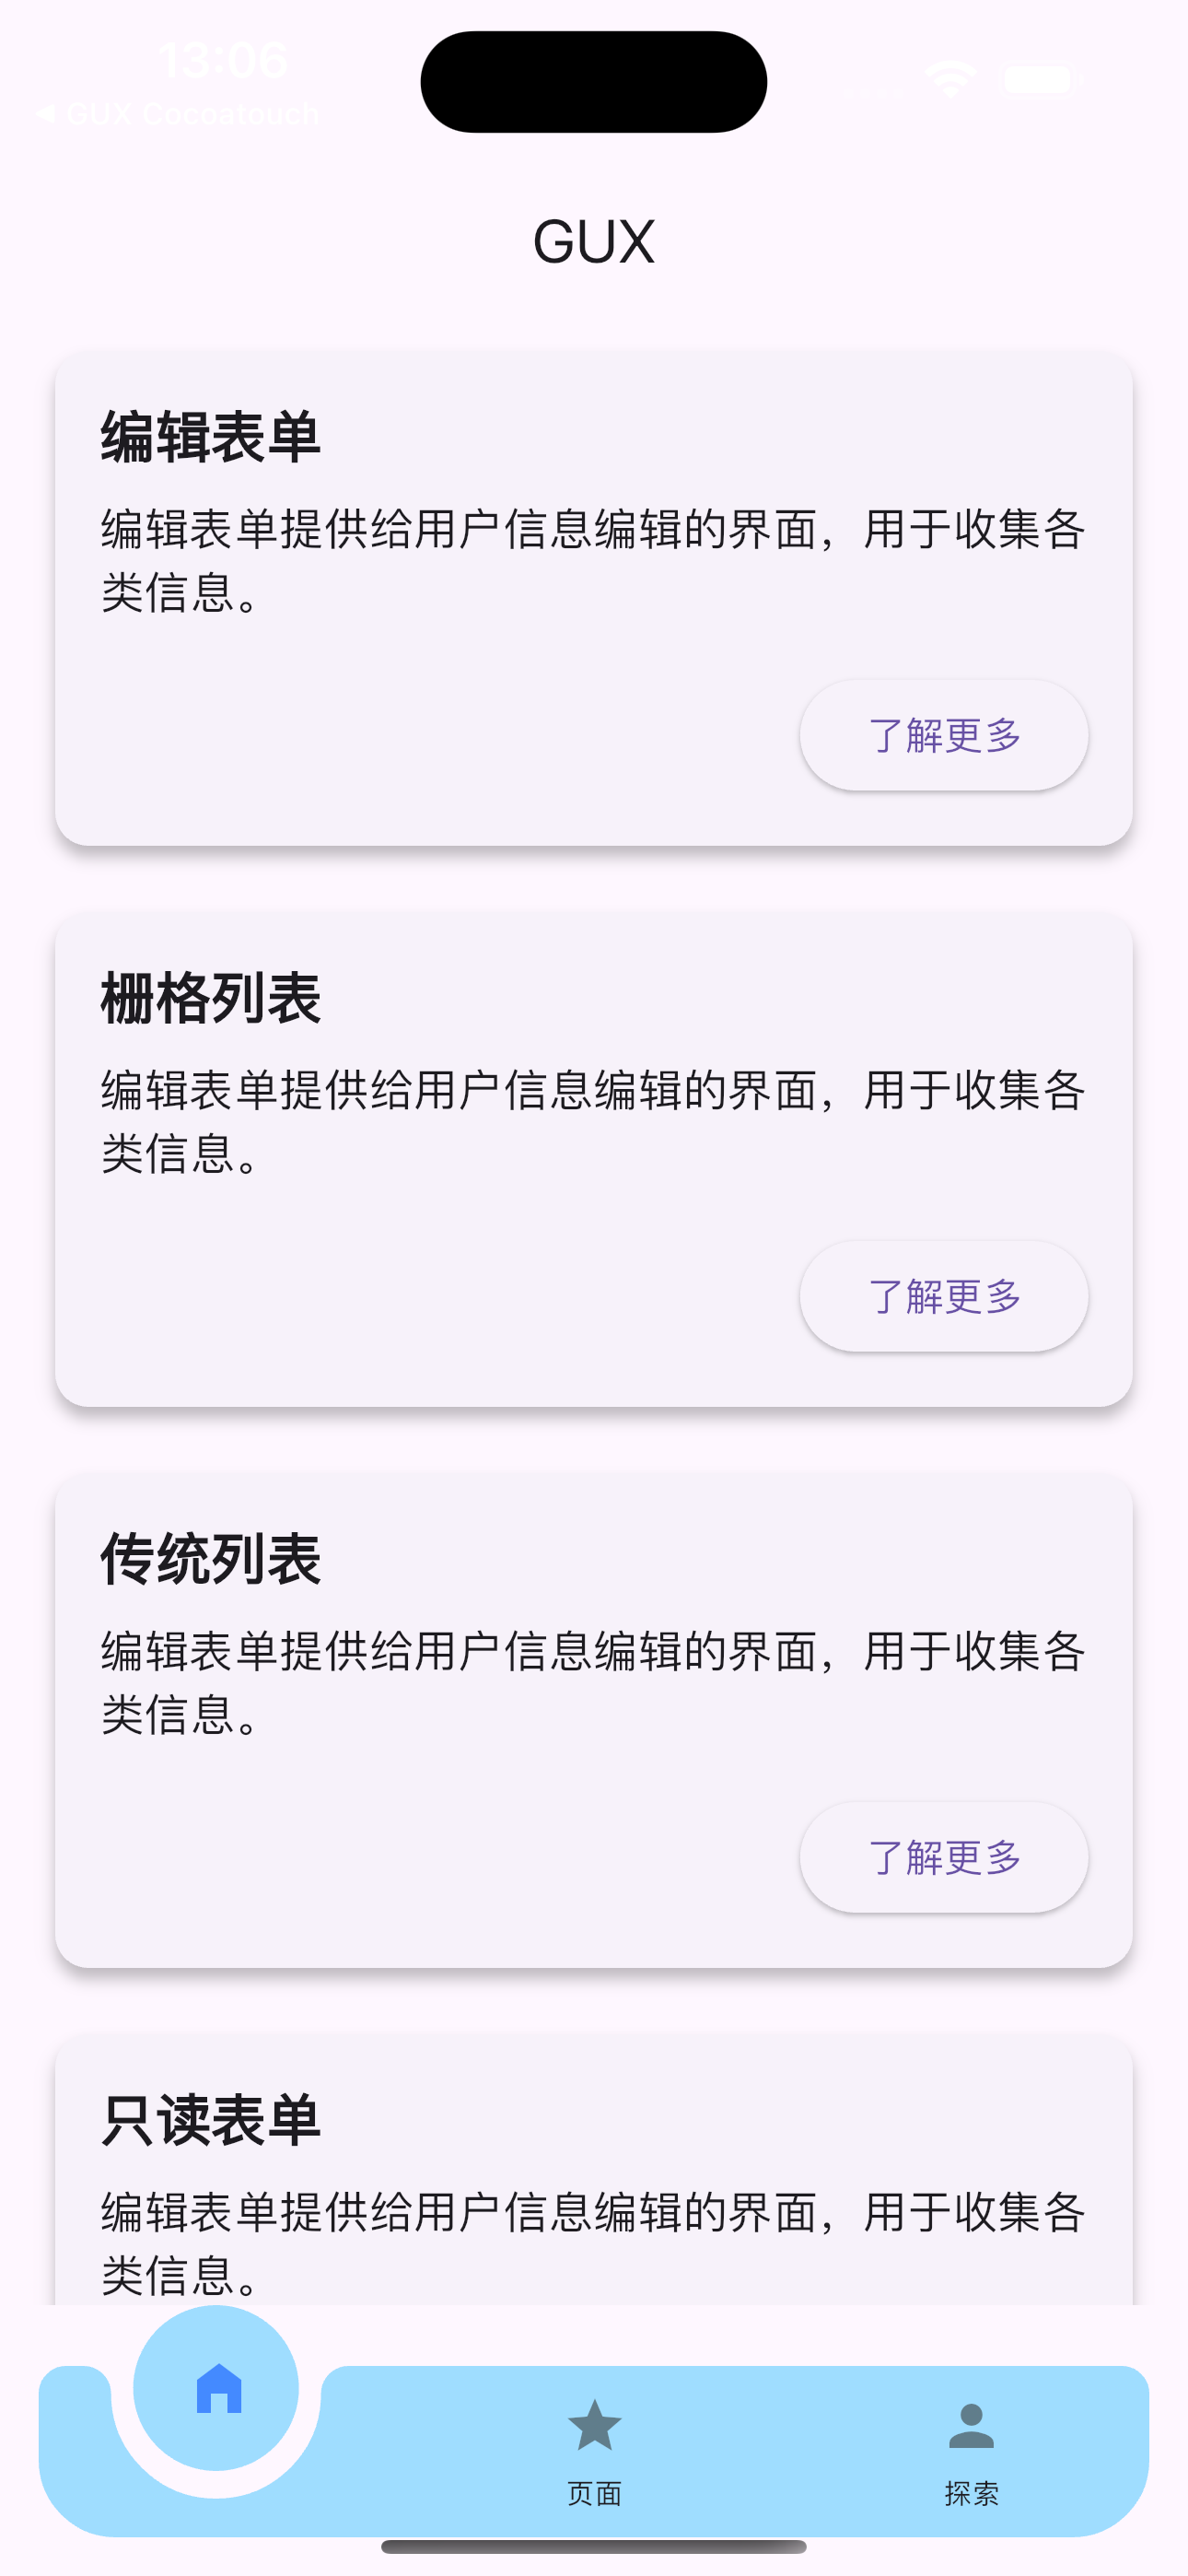 13:06
◀ GUX Cocoatouch
GUX
编辑表单
编辑表单提供给用户信息编辑的界面，用于收集各
类信息。
了解更多
栅格列表
编辑表单提供给用户信息编辑的界面，用于收集各
类信息。
了解更多
传统列表
编辑表单提供给用户信息编辑的界面，用于收集各
类信息。
了解更多
只读表单
编辑表单提供给用户信息编辑的界面，用于收集各
类信息。
页面
探索